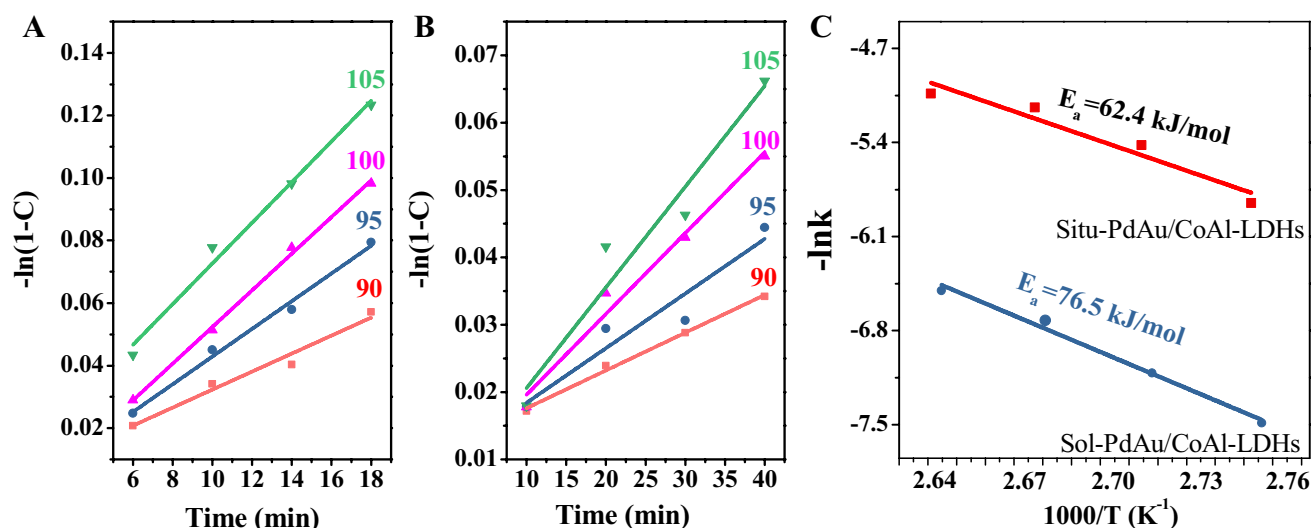 A
0.14
0.12
0.10
0.08
0.06
0.04
0.02
-ln(1-C)
105
100
95
90
6 8 10 12 14 16 18
Time (min)
B
0.07
0.06
0.05
0.04
0.03
0.02
0.01
-ln(1-C)
105
100
95
90
10 15 20 25 30 35 40
Time (min)
C
-4.7
-5.4
-6.1
-6.8
-7.5
-lnk
Ea=62.4 kJ/mol
Situ-PdAu/CoAl-LDHs
Ea=76.5 kJ/mol
Sol-PdAu/CoAl-LDHs
2.64 2.67 2.70 2.73 2.76
1000/T (K-1)